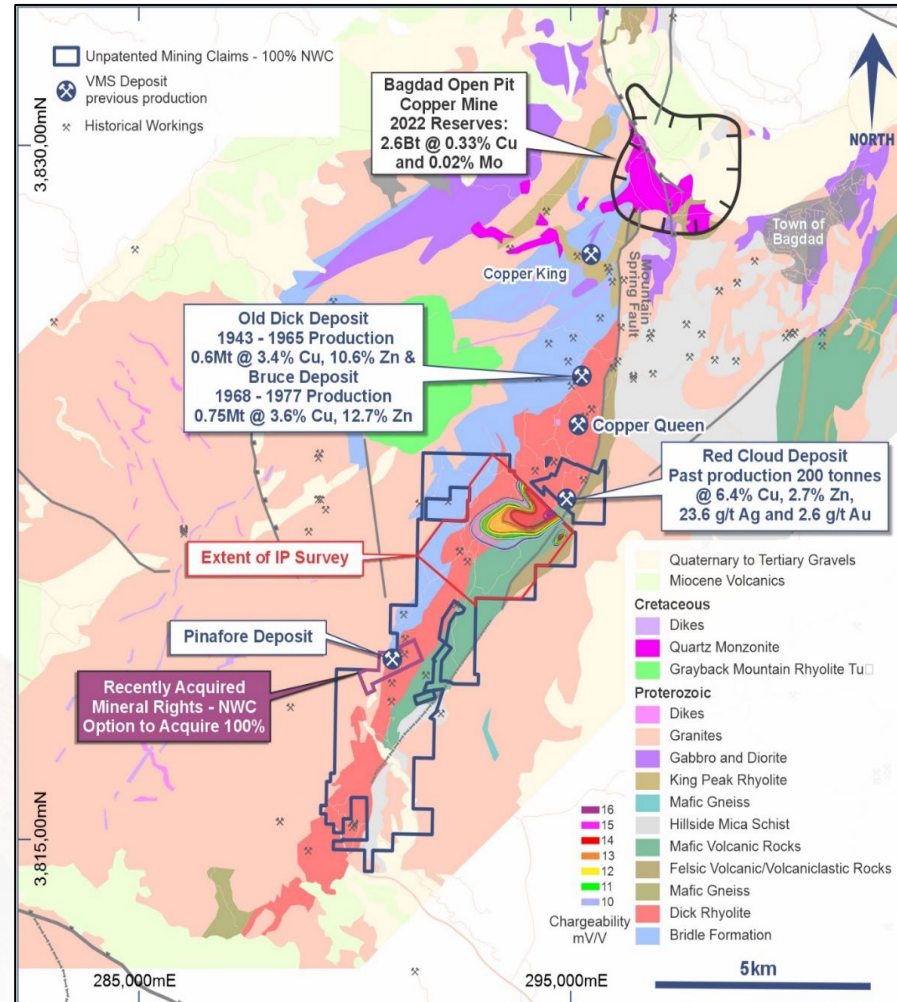 Unpatented Mining Claims - 100% NWC
VMS Deposit
previous production
Historical Workings
Bagdad Open Pit
Copper Mine
2022 Reserves:
2.6Bt @ 0.33% Cu
and 0.02% Mo
NORTH
3,830,00mN
Town of
Bagdad
Copper King
Mountain
Spring Fault
Old Dick Deposit
1943 - 1965 Production
0.6Mt @ 3.4% Cu, 10.6% Zn &
Bruce Deposit
1968 - 1977 Production
0.75Mt @ 3.6% Cu, 12.7% Zn
Copper Queen
Red Cloud Deposit
Past production 200 tonnes
@ 6.4% Cu, 2.7% Zn,
23.6 g/t Ag and 2.6 g/t Au
Extent of IP Survey
Pinafore Deposit
Recently Acquired
Mineral Rights - NWC
Option to Acquire 100%
Quaternary to Tertiary Gravels
Miocene Volcanics
Cretaceous
Dikes
Quartz Monzonite
Grayback Mountain Rhyolite Tu□
Proterozoic
Dikes
Granites
Gabbro and Diorite
King Peak Rhyolite
Mafic Gneiss
Hillside Mica Schist
Mafic Volcanic Rocks
Felsic Volcanic/Volcaniclastic Rocks
Mafic Gneiss
Dick Rhyolite
Bridle Formation
16
15
14
13
12
11
10
Chargeability
mV/V
3,815,00mN
285,000mE
295,000mE
5km